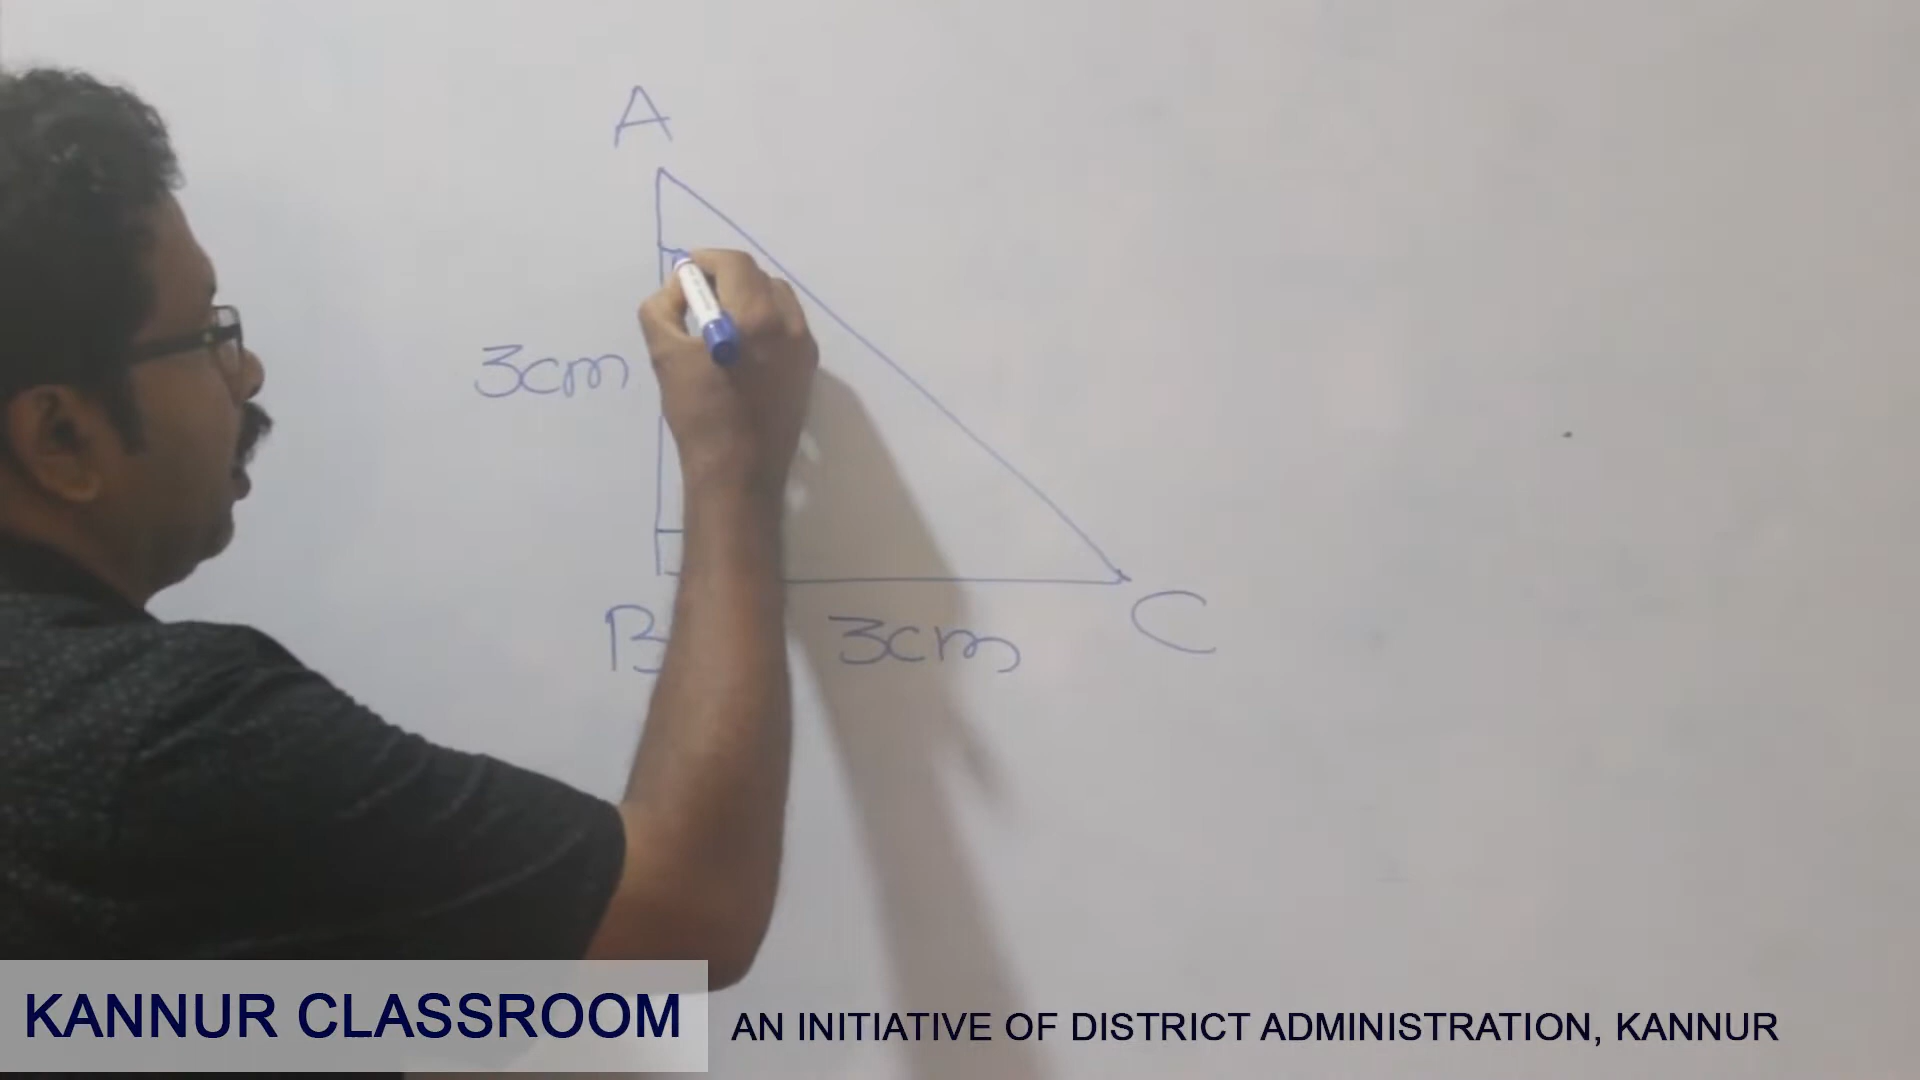 A
3cm
B
3cm
C
KANNUR CLASSROOM
AN INITIATIVE OF DISTRICT ADMINISTRATION, KANNUR